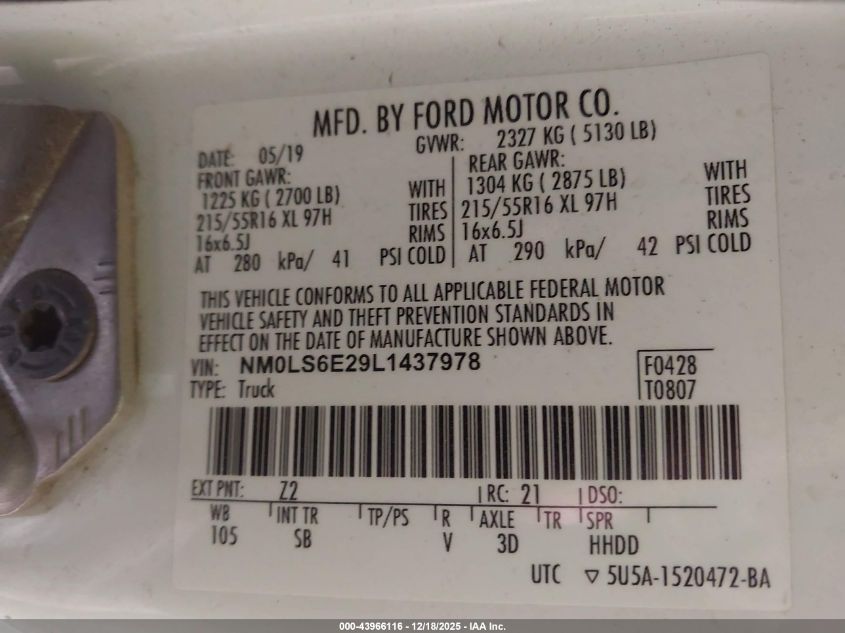 MFD. BY FORD MOTOR CO.
DATE: 05/19 GVWR: 2327 KG ( 5130 LB)
FRONT GAWR: REAR GAWR:
1225 KG ( 2700 LB) WITH 1304 KG ( 2875 LB) WITH
215/55R16 XL 97H TIRES 215/55R16 XL 97H TIRES
16x6.5J RIMS 16x6.5J RIMS
AT 280 kPa/ 41 PSI COLD AT 290 kPa/ 42 PSI COLD
THIS VEHICLE CONFORMS TO ALL APPLICABLE FEDERAL MOTOR
VEHICLE SAFETY AND THEFT PREVENTION STANDARDS IN
EFFECT ON THE DATE OF MANUFACTURE SHOWN ABOVE.
VIN: NM0LS6E29L1437978 F0428
TYPE: Truck T0807
EXT PNT: Z2 RC: 21 DSO:
WB INT TR TP/PS R AXLE TR SPR
105 SB V 3D HHDD
UTC ▽ 5U5A-1520472-BA
000-43966116 - 12/18/2025 - IAA Inc.